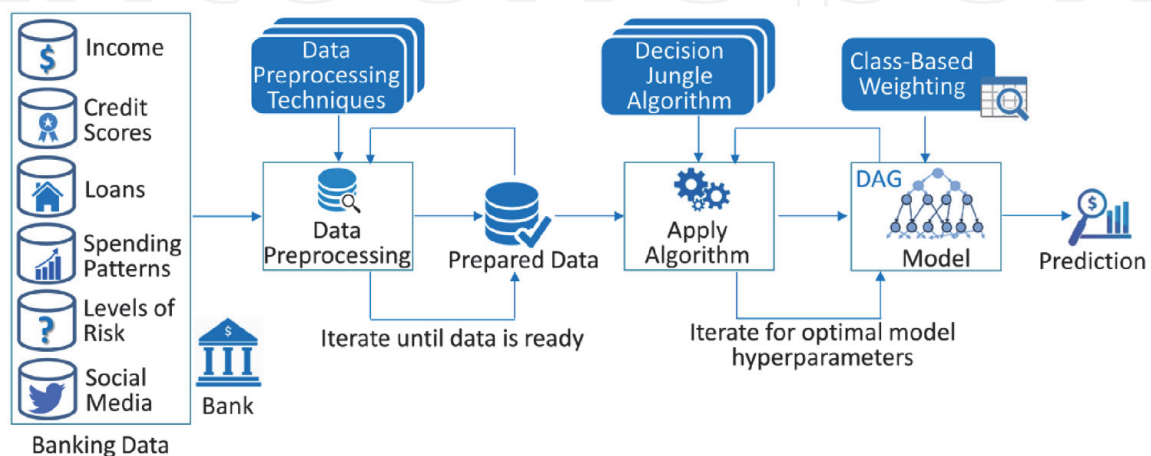 Income
Credit
Scores
Loans
Spending
Patterns
Levels of
Risk
Social
Media
Banking Data
$
Bank
Data
Preprocessing
Techniques
Data
Preprocessing
Prepared Data
Iterate until data is ready
Decision
Jungle
Algorithm
Apply
Algorithm
Iterate for optimal model
hyperparameters
Class-Based
Weighting
DAG
Model
$
Prediction
$
?